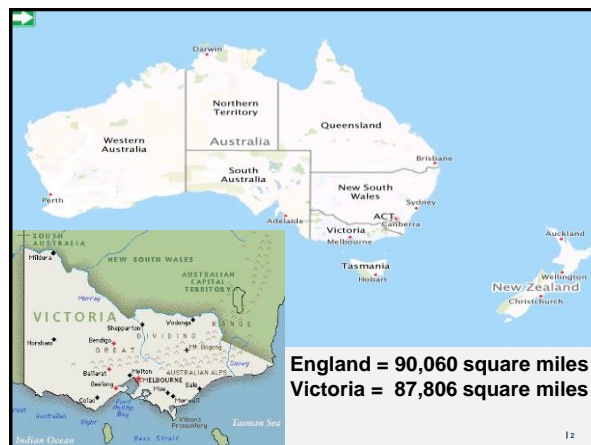 Darwin
Northern
Territory
Australia
Western
Australia
Queensland
South
Australia
Brisbane
Perth
New South
Wales
Sydney
ACT
Canberra
Adelaide
Victoria
Melbourne
Auckland
Tasmania
Hobart
Wellington
New Zealand
Christchurch
SOUTH
AUSTRALIA
Mildura
NEW SOUTH WALES
AUSTRALIAN
CAPITAL
TERRITORY
Murray
VICTORIA
Shepparton
Wodonga
RANGE
Horsham
Bendigo
DIVIDING
GREAT
Mt. Bogong
Snowy
Ballarat
Melton
AUSTRALIAN ALPS
MELBOURNE
Geelong
Moe
Sale
Colac
Port
Phillip
Bay
Morwell
Wilsons
Promontory
Tasman Sea
Indian Ocean
Bass Strait
England = 90,060 square miles
Victoria = 87,806 square miles
| 2